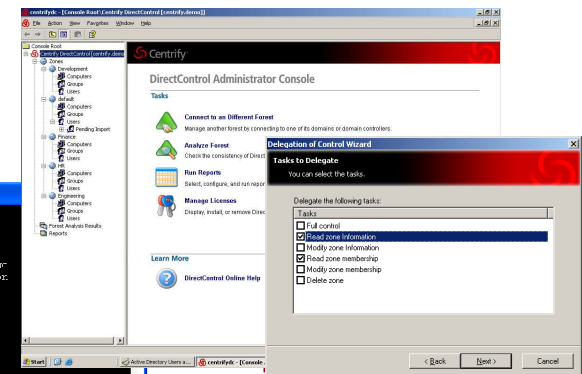 centrifydc - [Console Root\Centrify DirectControl [centrify.demo]]
File Action View Favorites Window Help
Console Root
Centrify DirectControl [centrify.demo
Zones
Development
Computers
Groups
Users
default
Computers
Groups
Users
Pending Import
Finance
Computers
Groups
Users
HR
Computers
Groups
Users
Engineering
Computers
Groups
Users
Forest Analysis Results
Reports
Centrify
DirectControl Administrator Console
Tasks
Connect to an Different Forest
Manage another forest by connecting to one of its domains or domain controllers.
Analyze Forest
Check the consistency of Direct
Run Reports
Select, configure, and run repor
Manage Licenses
Display, install, or remove Direc
Learn More
DirectControl Online Help
Delegation of Control Wizard
Tasks to Delegate
You can select the tasks.
Delegate the following tasks:
Tasks
Full control
Read zone Information
Modify zone Information
Read zone membership
Modify zone membership
Delete zone
< Back
Next >
Cancel
Start
Active Directory Users a...
centrifydc - [Console